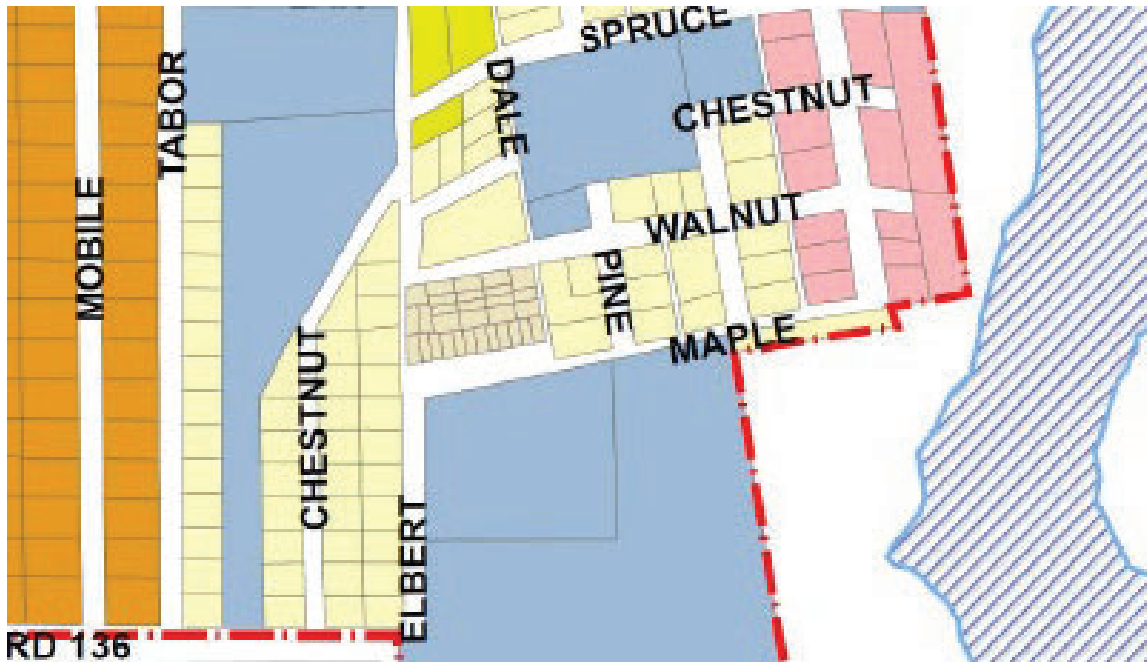 SPRUCE
TABOR
DALE
CHESTNUT
MOBILE
WALNUT
PINE
MAPLE
CHESTNUT
ELBERT
RD 136